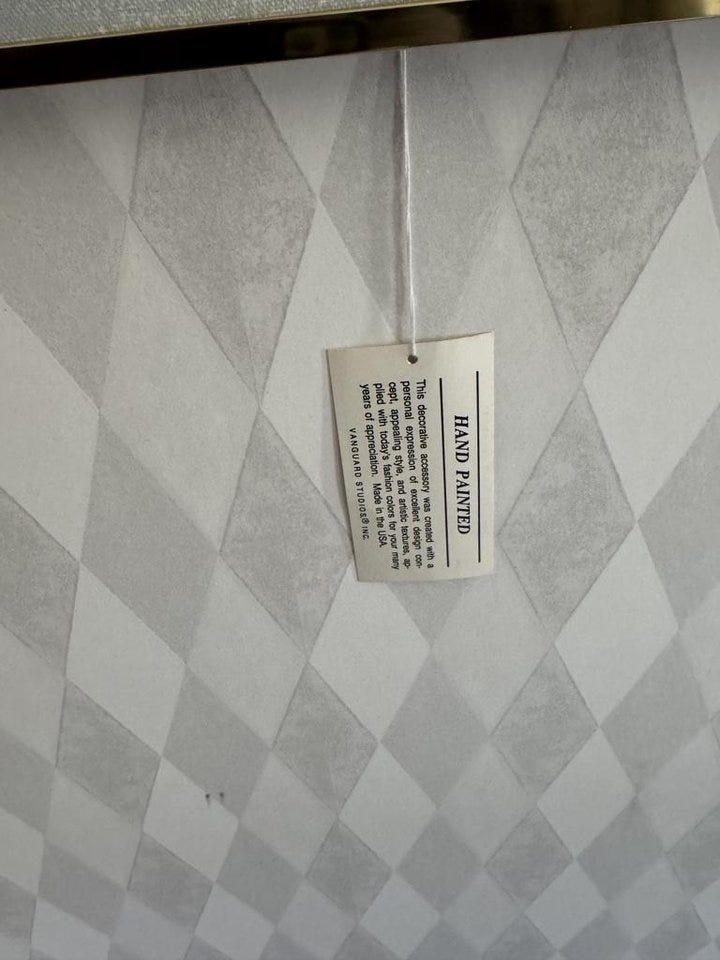 HAND PAINTED
This decorative accessory was created with a
personal expression of excellent design con-
cept, appealing style, and artistic textures, ap-
plied with today's fashion colors for your many
years of appreciation. Made in the USA.
VANGUARD STUDIOS® INC.